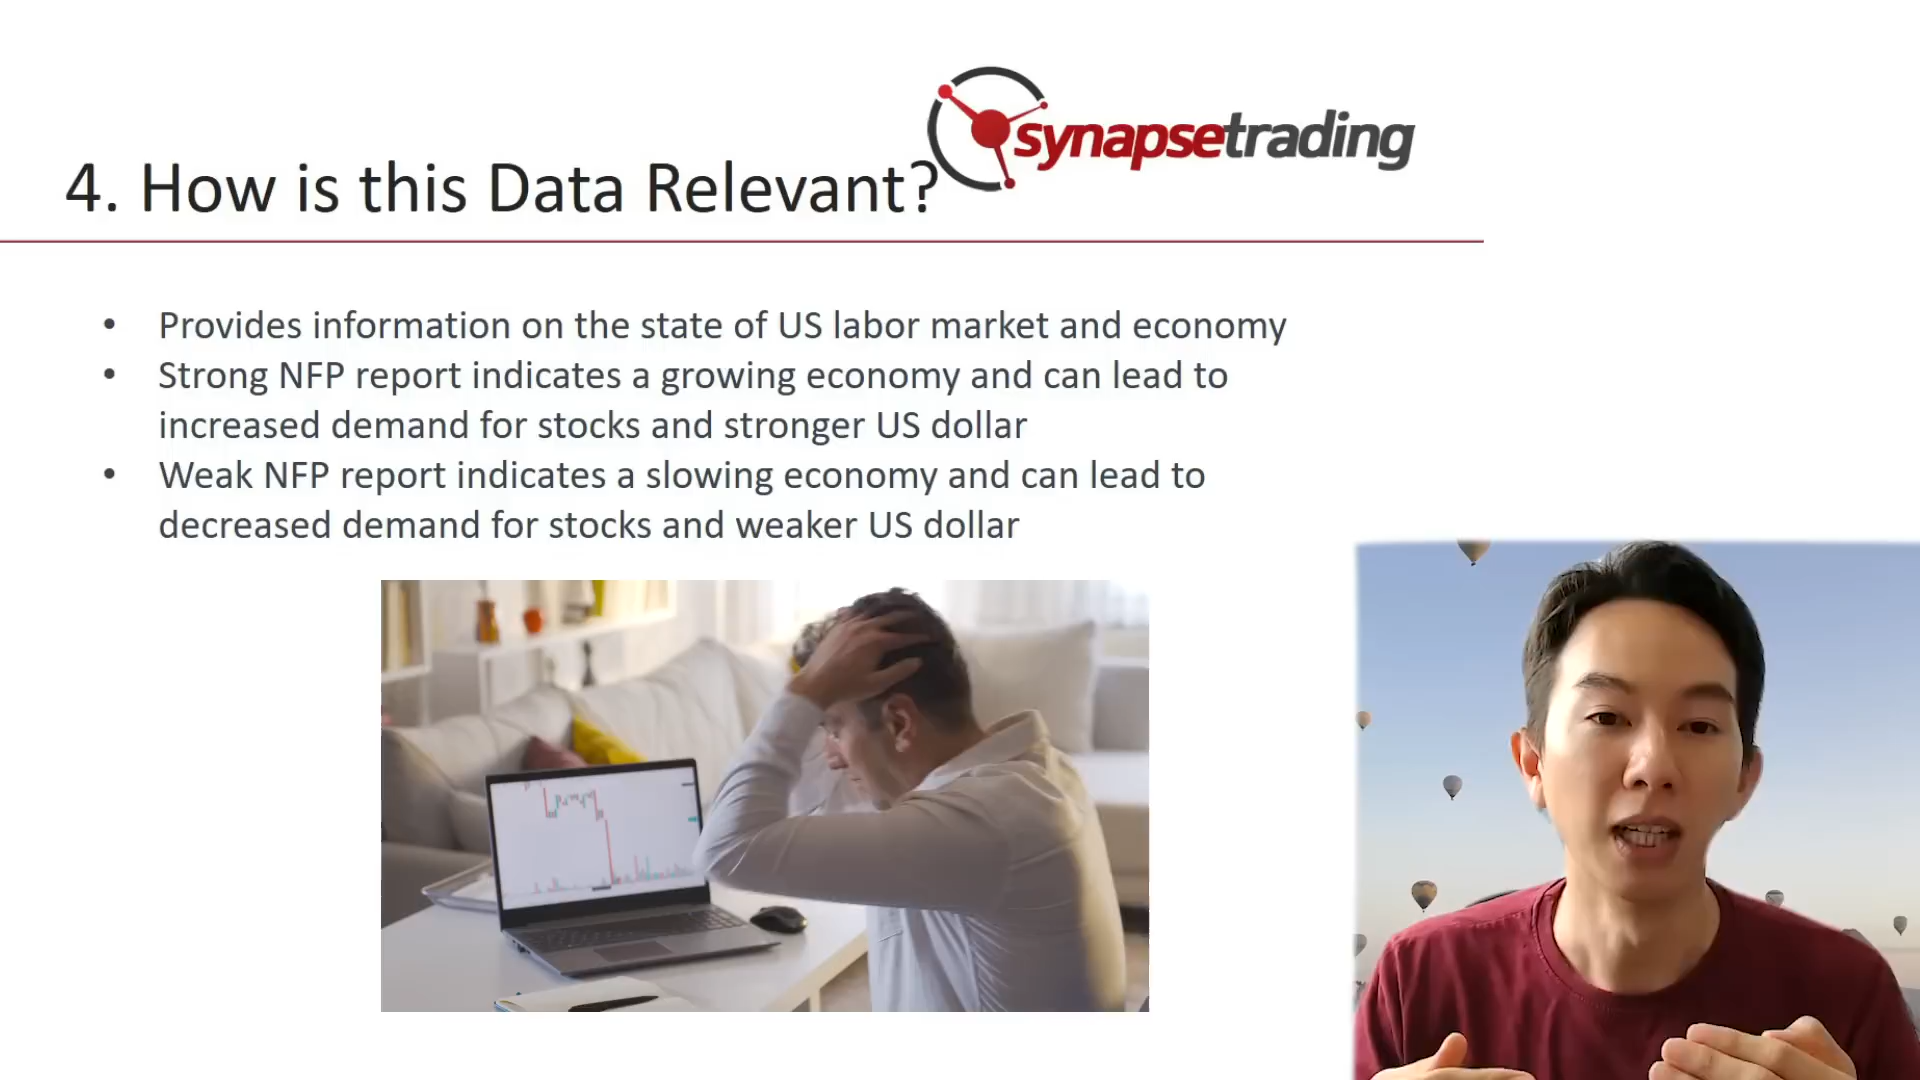 synapsetrading
4. How is this Data Relevant?
• Provides information on the state of US labor market and economy
• Strong NFP report indicates a growing economy and can lead to
increased demand for stocks and stronger US dollar
• Weak NFP report indicates a slowing economy and can lead to
decreased demand for stocks and weaker US dollar